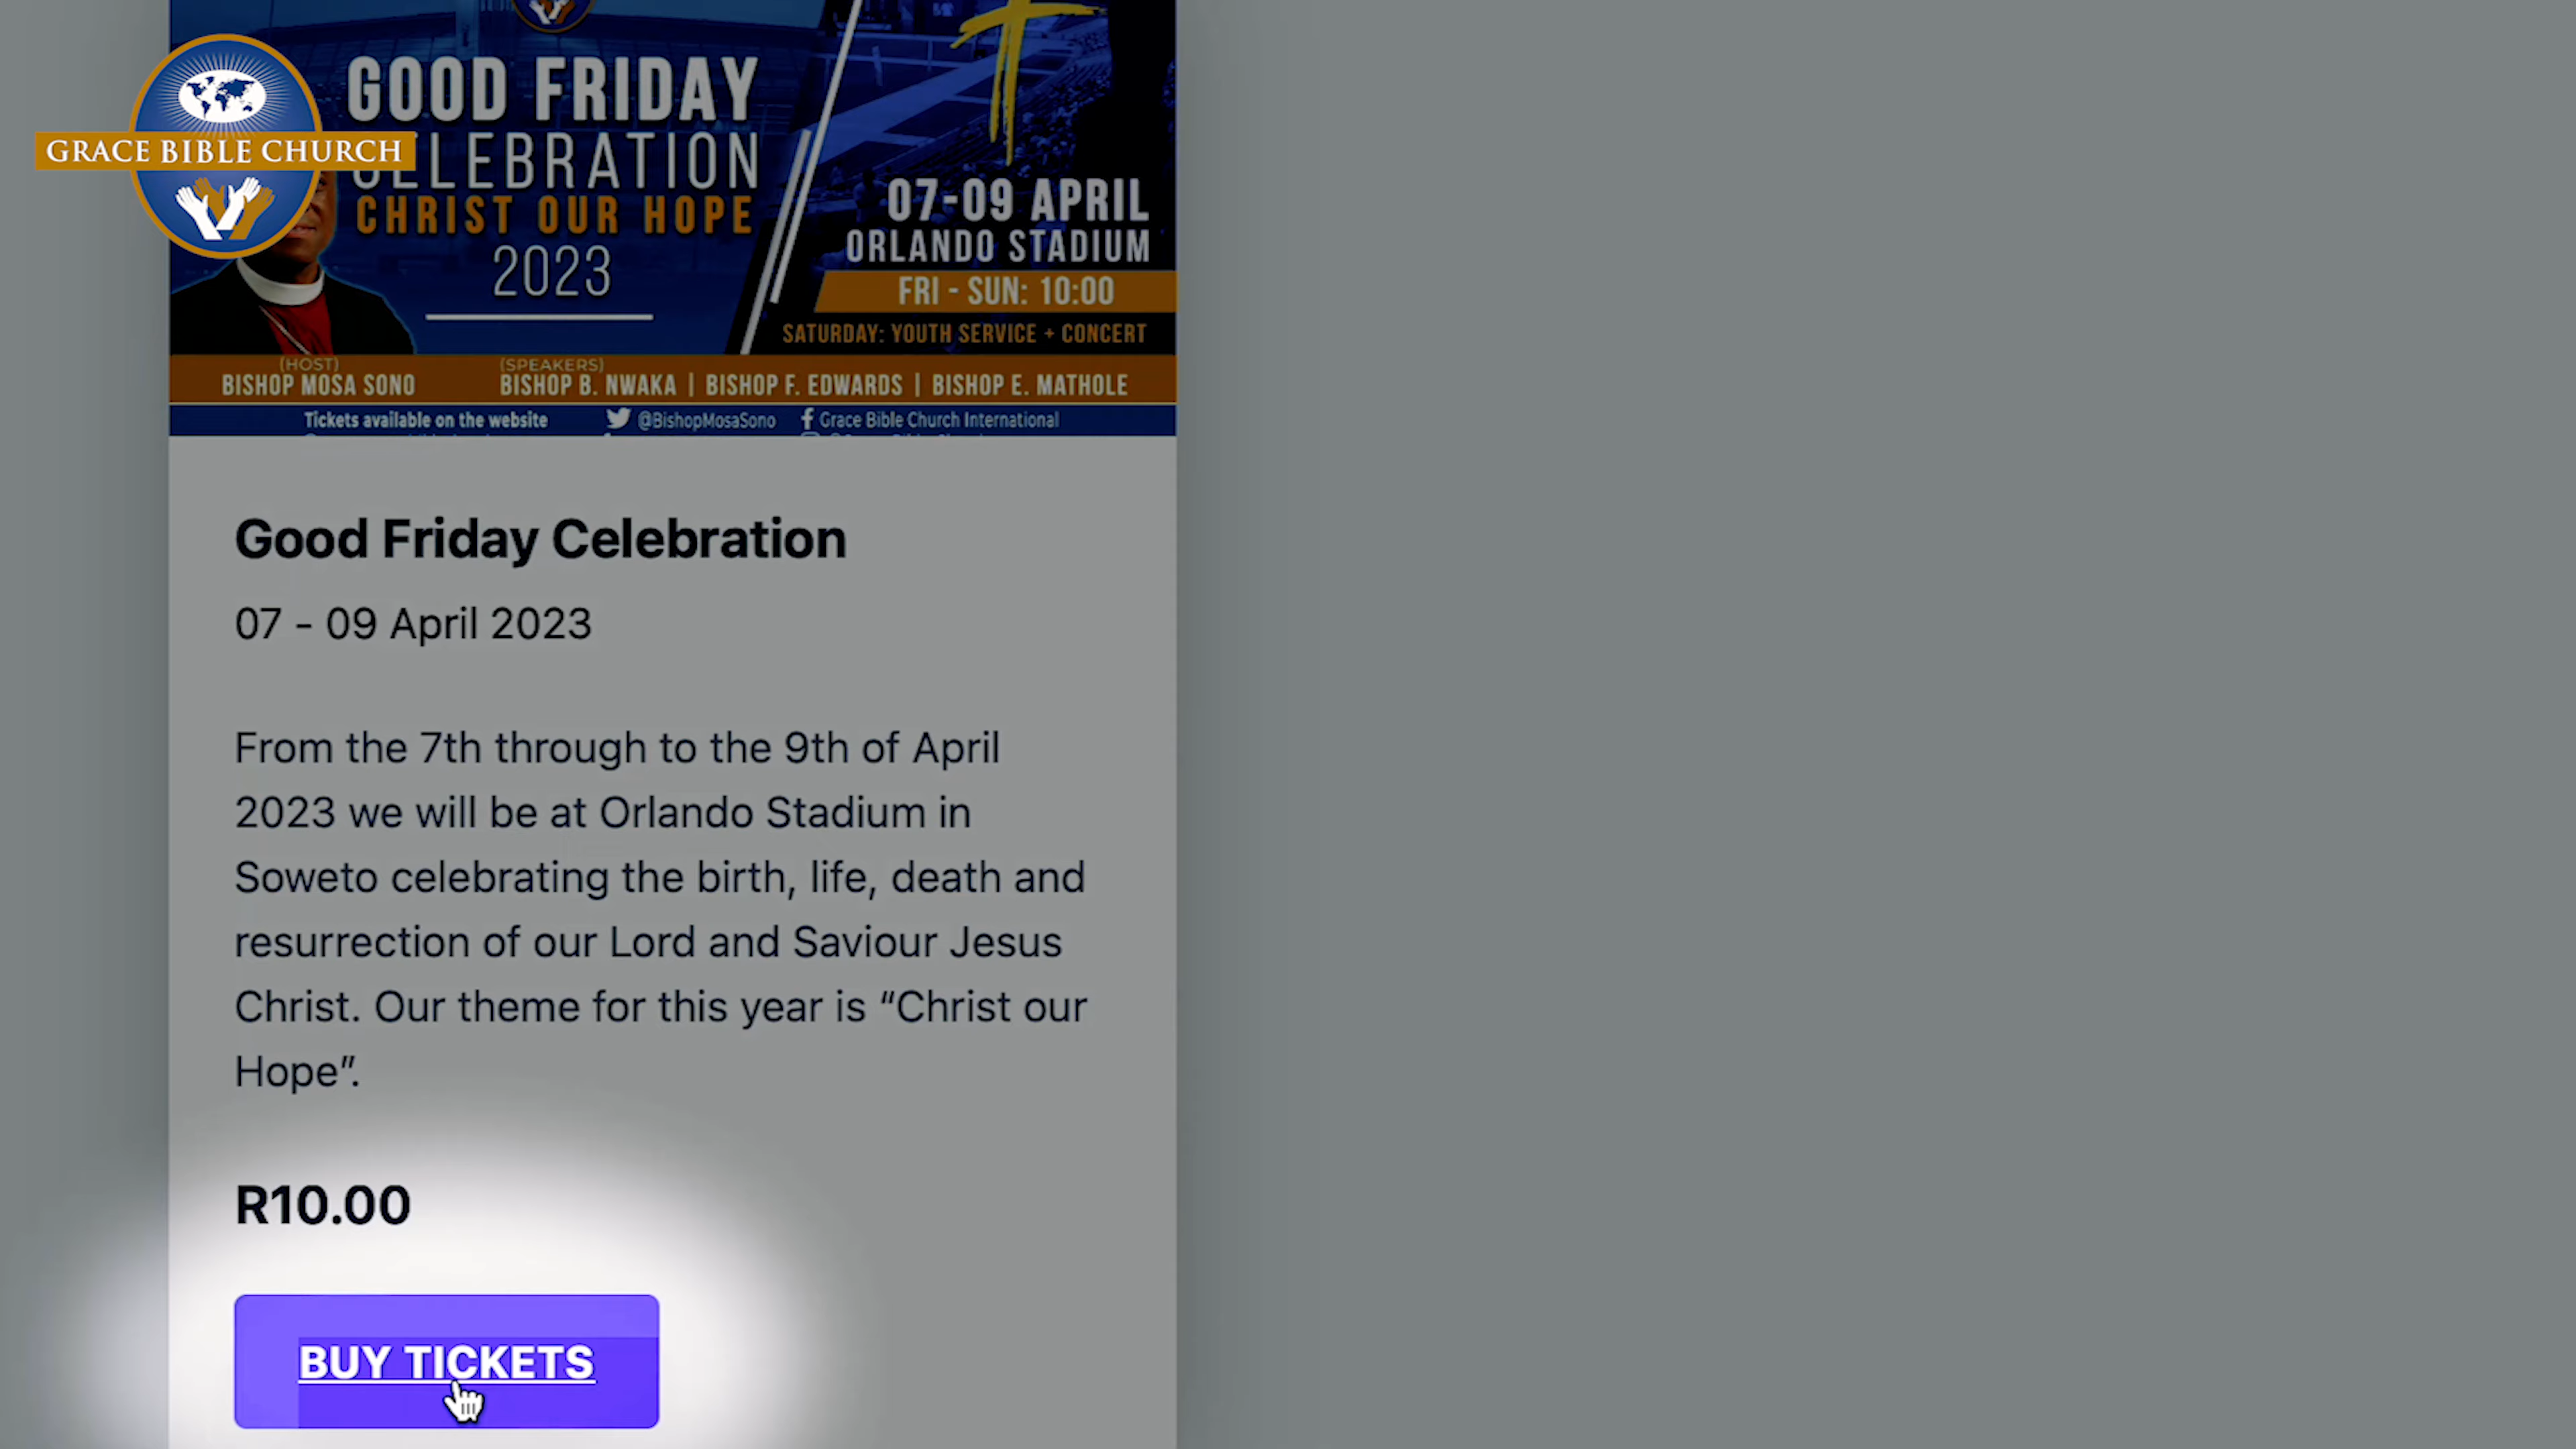 GRACE BIBLE CHURCH
GOOD FRIDAY
CELEBRATION
CHRIST OUR HOPE
2023
07-09 APRIL
ORLANDO STADIUM
FRI - SUN: 10:00
SATURDAY: YOUTH SERVICE + CONCERT
(HOST)
BISHOP MOSA SONO
(SPEAKERS)
BISHOP B. NWAKA | BISHOP F. EDWARDS | BISHOP E. MATHOLE
Tickets available on the website
@BishopMosaSono
Grace Bible Church International
Good Friday Celebration
07 - 09 April 2023
From the 7th through to the 9th of April
2023 we will be at Orlando Stadium in
Soweto celebrating the birth, life, death and
resurrection of our Lord and Saviour Jesus
Christ. Our theme for this year is “Christ our
Hope”.
R10.00
BUY TICKETS